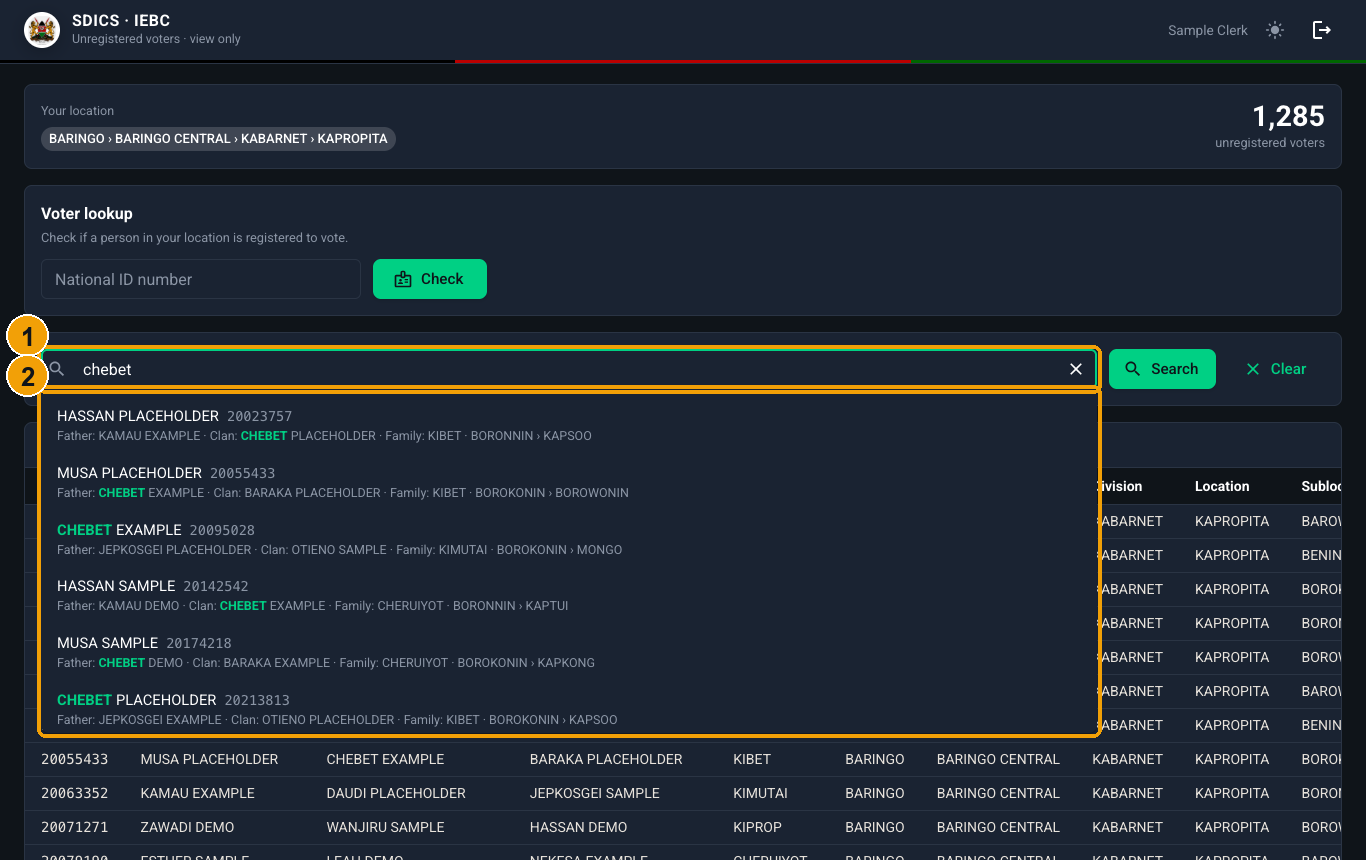 SDICS · IEBC
Unregistered voters · view only
Sample Clerk
Your location
BARINGO › BARINGO CENTRAL › KABARNET › KAPROPITA
1,285
unregistered voters
Voter lookup
Check if a person in your location is registered to vote.
National ID number
Check
1
2
chebet
Search
Clear
HASSAN PLACEHOLDER 20023757
Father: KAMAU EXAMPLE · Clan: CHEBET PLACEHOLDER · Family: KIBET · BORONNIN › KAPSOO
MUSA PLACEHOLDER 20055433
Father: CHEBET EXAMPLE · Clan: BARAKA PLACEHOLDER · Family: KIBET · BOROKONIN › BOROWONIN
CHEBET EXAMPLE 20095028
Father: JEPKOSGEI PLACEHOLDER · Clan: OTIENO SAMPLE · Family: KIMUTAI · BOROKONIN › MONGO
HASSAN SAMPLE 20142542
Father: KAMAU DEMO · Clan: CHEBET EXAMPLE · Family: CHERUIYOT · BORONNIN › KAPTUI
MUSA SAMPLE 20174218
Father: CHEBET DEMO · Clan: BARAKA EXAMPLE · Family: CHERUIYOT · BOROKONIN › KAPKONG
CHEBET PLACEHOLDER 20213813
Father: JEPKOSGEI EXAMPLE · Clan: OTIENO PLACEHOLDER · Family: KIBET · BOROKONIN › KAPSOO
Location
KAPROPITA
KAPROPITA
KAPROPITA
KAPROPITA
KAPROPITA
KAPROPITA
KAPROPITA
20055433 MUSA PLACEHOLDER CHEBET EXAMPLE BARAKA PLACEHOLDER KIBET BARINGO BARINGO CENTRAL KABARNET KAPROPITA
20063352 KAMAU EXAMPLE DAUDI PLACEHOLDER JEPKOSGEI SAMPLE KIMUTAI BARINGO BARINGO CENTRAL KABARNET KAPROPITA
20071271 ZAWADI DEMO WANJIRU SAMPLE HASSAN DEMO KIPROP BARINGO BARINGO CENTRAL KABARNET KAPROPITA